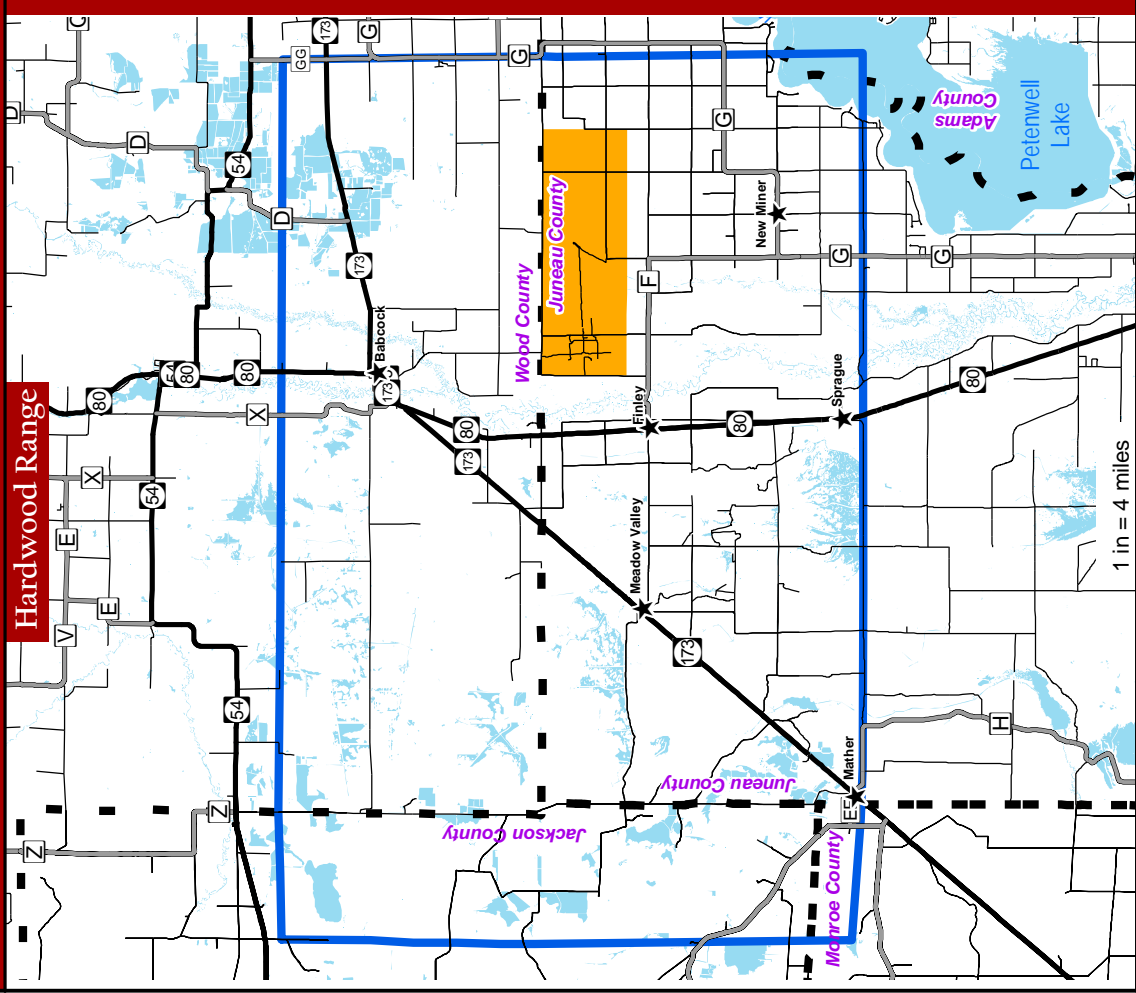 Hardwood Range
C
173
G
GG
G
D
D
54
D
173
G
80
54
80
80
X
X
E
V
E
54
54
Z
Z
Babcock
173
80
173
Wood County
Juneau County
Adams
County
Petenwell
Lake
New Miner
F
G
G
Finley
80
Sprague
80
Meadow Valley
173
Juneau County
Jackson County
Mather
EE
Monroe County
H
1 in = 4 miles